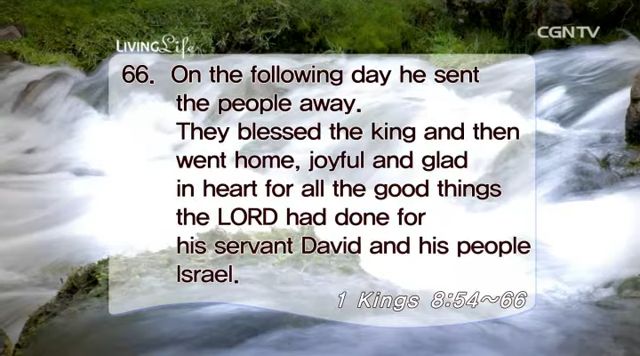 LIVING Life
CGNTV
66. On the following day he sent
the people away.
They blessed the king and then
went home, joyful and glad
in heart for all the good things
the LORD had done for
his servant David and his people
Israel.
1 Kings 8:54~66